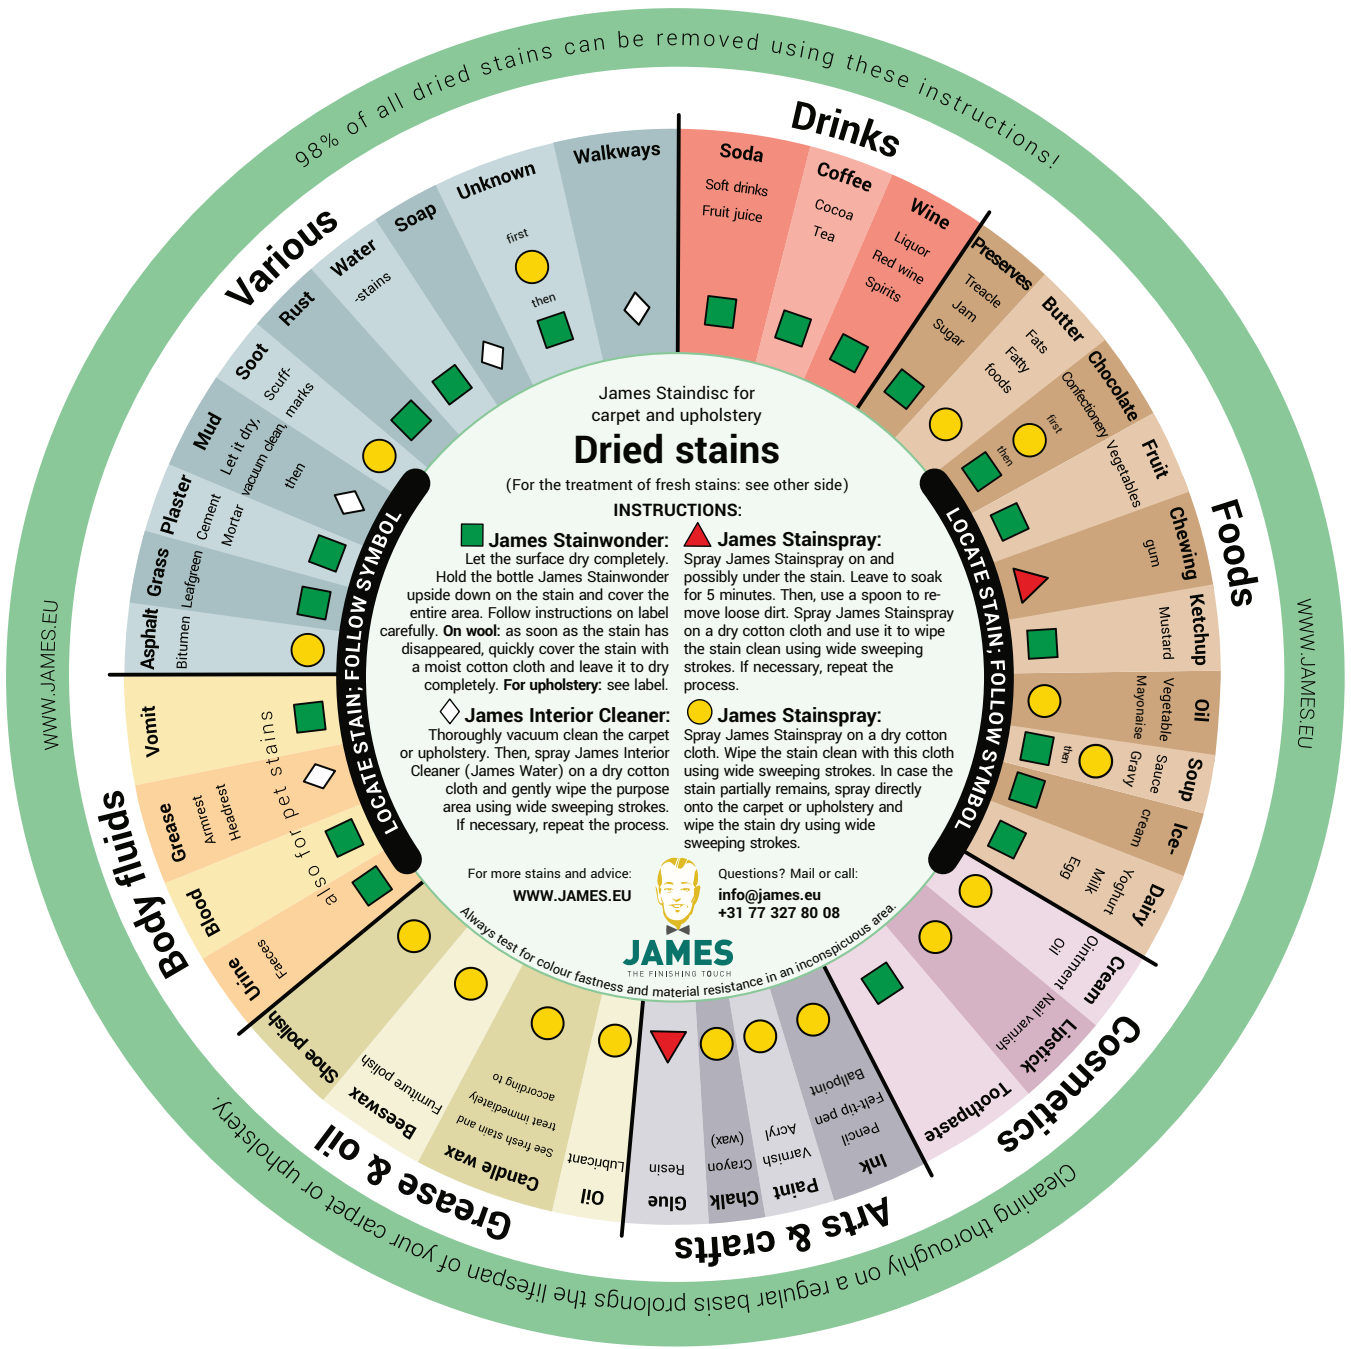 98% of all dried stains can be removed using these instructions!
WWW.JAMES.EU
Cleaning thoroughly on a regular basis prolongs the lifespan of your carpet or upholstery.
WWW.JAMES.EU
Drinks
Soda
Soft drinks
Fruit juice
Coffee
Cocoa
Tea
Wine
Liquor
Red wine
Spirits
Foods
Preserves
Treacle
Jam
Sugar
Butter
Fats
Fatty
foods
Chocolate
Confectionery
first
then
Fruit
Vegetables
Chewing
gum
Ketchup
Mustard
Oil
Vegetable
Mayonaise
Soup
Sauce
Gravy
then
Ice-
cream
Dairy
Yoghurt
Milk
Egg
Cosmetics
Cream
Ointment
Oil
Lipstick
Nail varnish
Toothpaste
Arts & crafts
Ink
Pencil
Felt-tip pen
Ballpoint
Paint
Varnish
Acryl
Chalk
Crayon
(wax)
Glue
Resin
Grease & oil
Oil
Lubricant
Candle wax
See fresh stain and
treat immediately
according to
Beeswax
Furniture polish
Shoe polish
Body fluids
Urine
Faeces
Blood
Grease
Armrest
Headrest
Vomit
also for pet stains
Various
Asphalt
Bitumen
Grass
Leafgreen
Plaster
Cement
Mortar
Mud
Let it dry,
vacuum clean,
then
Soot
Scuff-
marks
Rust
Water
-stains
Soap
Unknown
first
then
Walkways
LOCATE STAIN; FOLLOW SYMBOL
LOCATE STAIN; FOLLOW SYMBOL
James Staindisc for
carpet and upholstery
Dried stains
(For the treatment of fresh stains: see other side)
INSTRUCTIONS:
James Stainwonder:
Let the surface dry completely.
Hold the bottle James Stainwonder
upside down on the stain and cover the
entire area. Follow instructions on label
carefully. On wool: as soon as the stain has
disappeared, quickly cover the stain with
a moist cotton cloth and leave it to dry
completely. For upholstery: see label.
James Stainspray:
Spray James Stainspray on and
possibly under the stain. Leave to soak
for 5 minutes. Then, use a spoon to re-
move loose dirt. Spray James Stainspray
on a dry cotton cloth and use it to wipe
the stain clean using wide sweeping
strokes. If necessary, repeat the
process.
James Interior Cleaner:
Thoroughly vacuum clean the carpet
or upholstery. Then, spray James Interior
Cleaner (James Water) on a dry cotton
cloth and gently wipe the purpose
area using wide sweeping strokes.
If necessary, repeat the process.
James Stainspray:
Spray James Stainspray on a dry cotton
cloth. Wipe the stain clean with this cloth
using wide sweeping strokes. In case the
stain partially remains, spray directly
onto the carpet or upholstery and
wipe the stain dry using wide
sweeping strokes.
For more stains and advice:
WWW.JAMES.EU
Questions? Mail or call:
info@james.eu
+31 77 327 80 08
JAMES
THE FINISHING TOUCH
Always test for colour fastness and material resistance in an inconspicuous area.